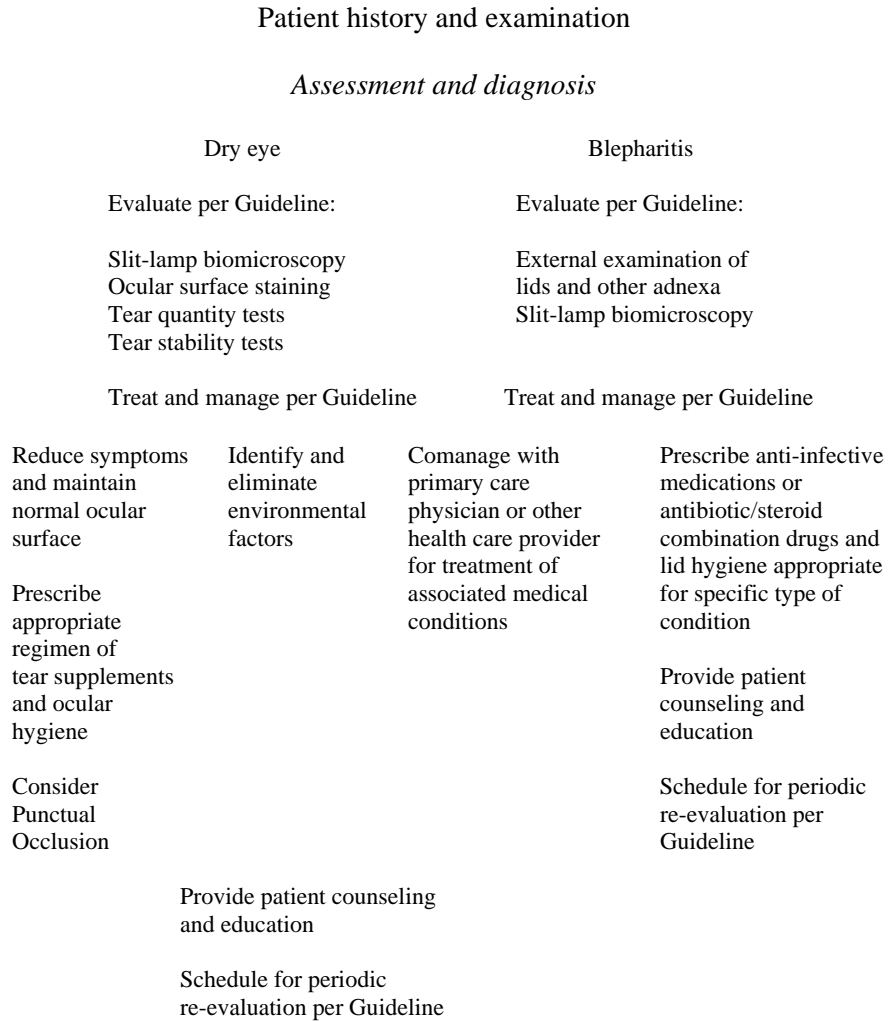 Patient history and examination
Assessment and diagnosis
Dry eye
Evaluate per Guideline:
Slit-lamp biomicroscopy
Ocular surface staining
Tear quantity tests
Tear stability tests
Treat and manage per Guideline
Blepharitis
Evaluate per Guideline:
External examination of
lids and other adnexa
Slit-lamp biomicroscopy
Treat and manage per Guideline
Reduce symptoms
and maintain
normal ocular
surface
Prescribe
appropriate
regimen of
tear supplements
and ocular
hygiene
Consider
Punctual
Occlusion
Identify and
eliminate
environmental
factors
Comanage with
primary care
physician or other
health care provider
for treatment of
associated medical
conditions
Prescribe anti-infective
medications or
antibiotic/steroid
combination drugs and
lid hygiene appropriate
for specific type of
condition
Provide patient
counseling and
education
Schedule for periodic
re-evaluation per
Guideline
Provide patient counseling
and education
Schedule for periodic
re-evaluation per Guideline